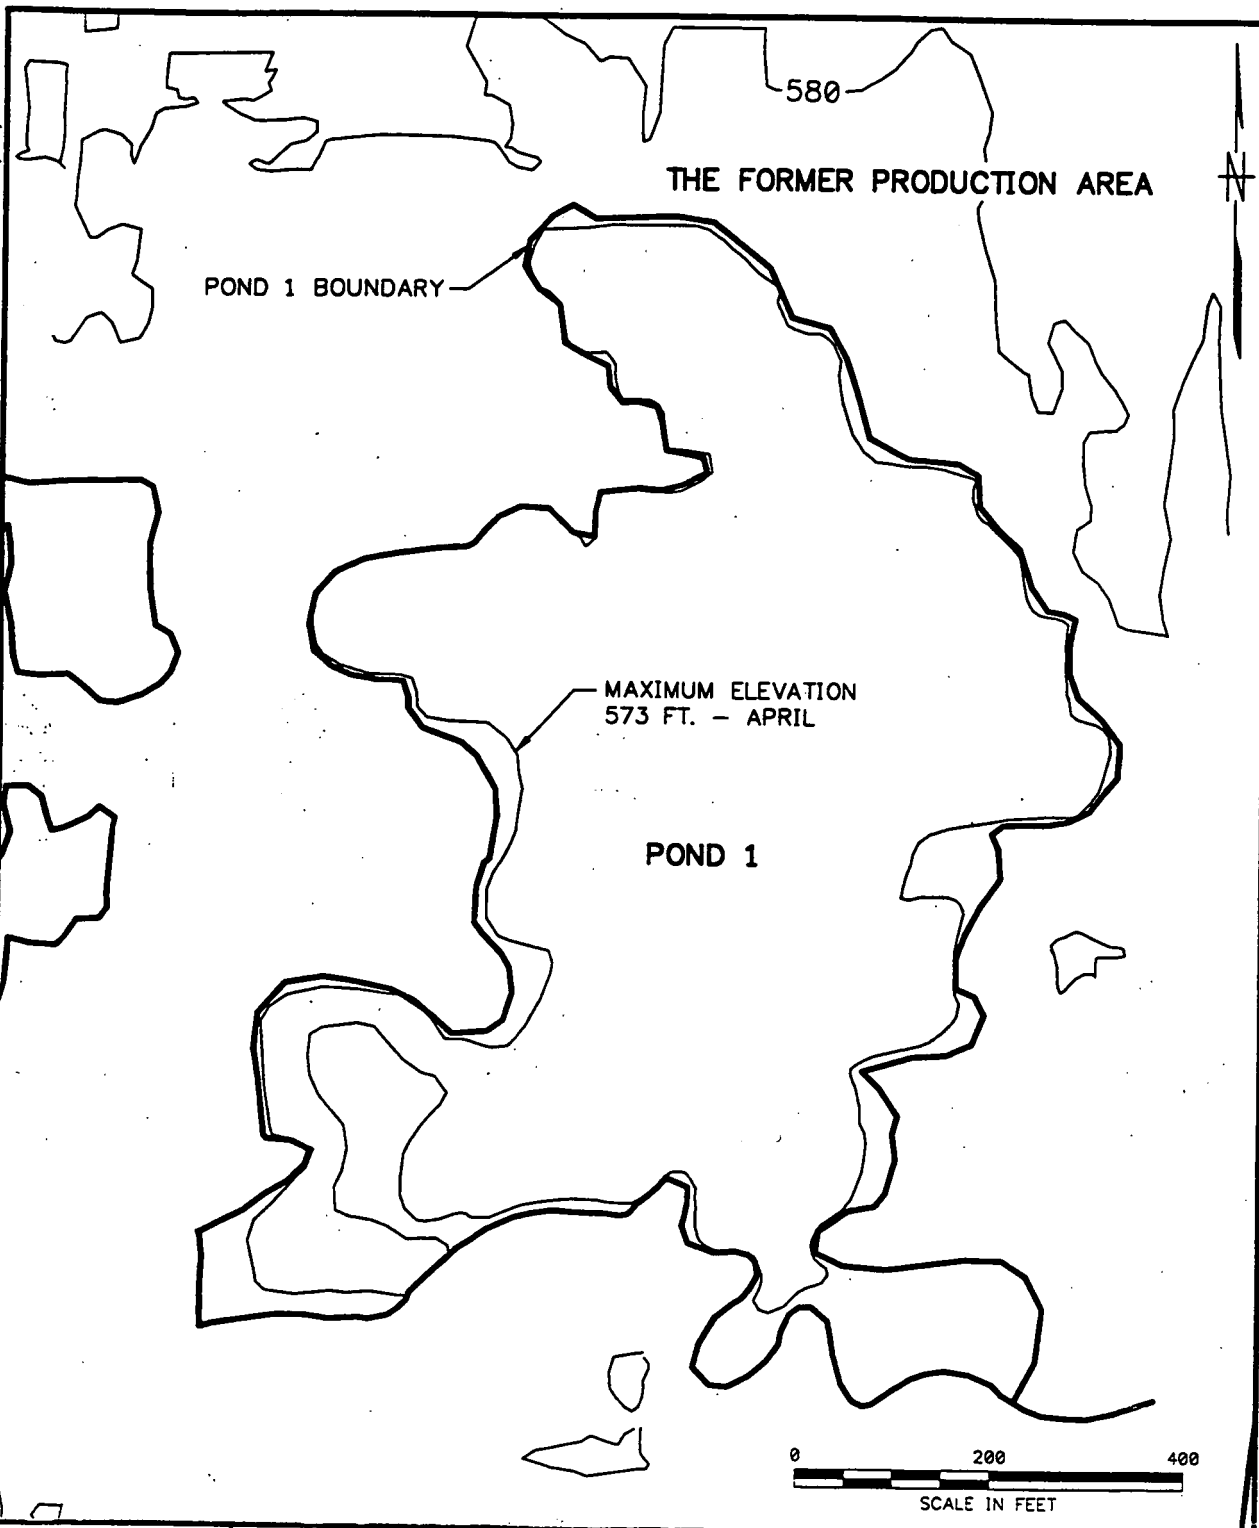 580
THE FORMER PRODUCTION AREA
N
POND 1 BOUNDARY
MAXIMUM ELEVATION
573 FT. - APRIL
POND 1
0 200 400
SCALE IN FEET